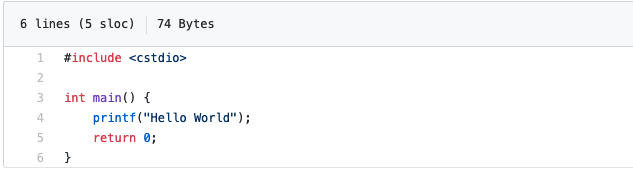 6 lines (5 sloc) 74 Bytes
1 #include <cstdio>
2
3 int main() {
4     printf("Hello World");
5     return 0;
6 }